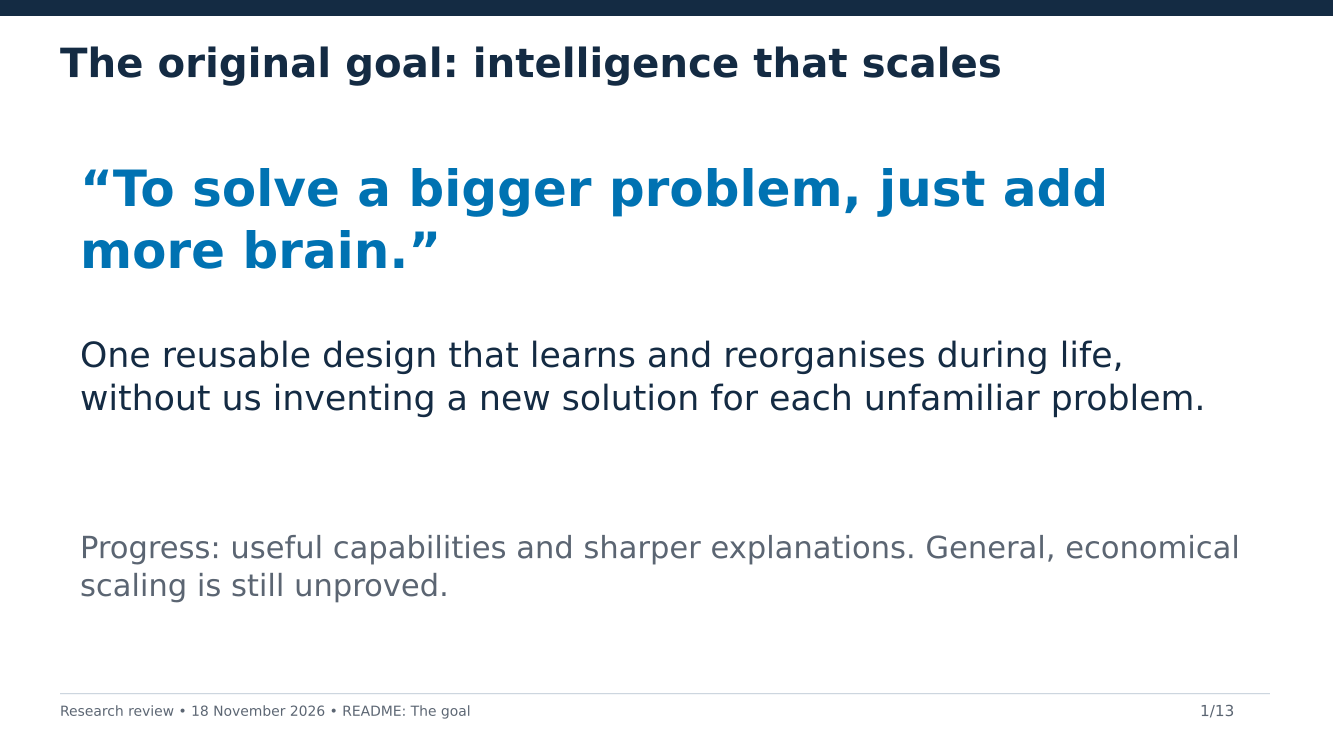 The original goal: intelligence that scales
“To solve a bigger problem, just add
more brain.”
One reusable design that learns and reorganises during life,
without us inventing a new solution for each unfamiliar problem.
Progress: useful capabilities and sharper explanations. General, economical
scaling is still unproved.
Research review • 18 November 2026 • README: The goal
1/13